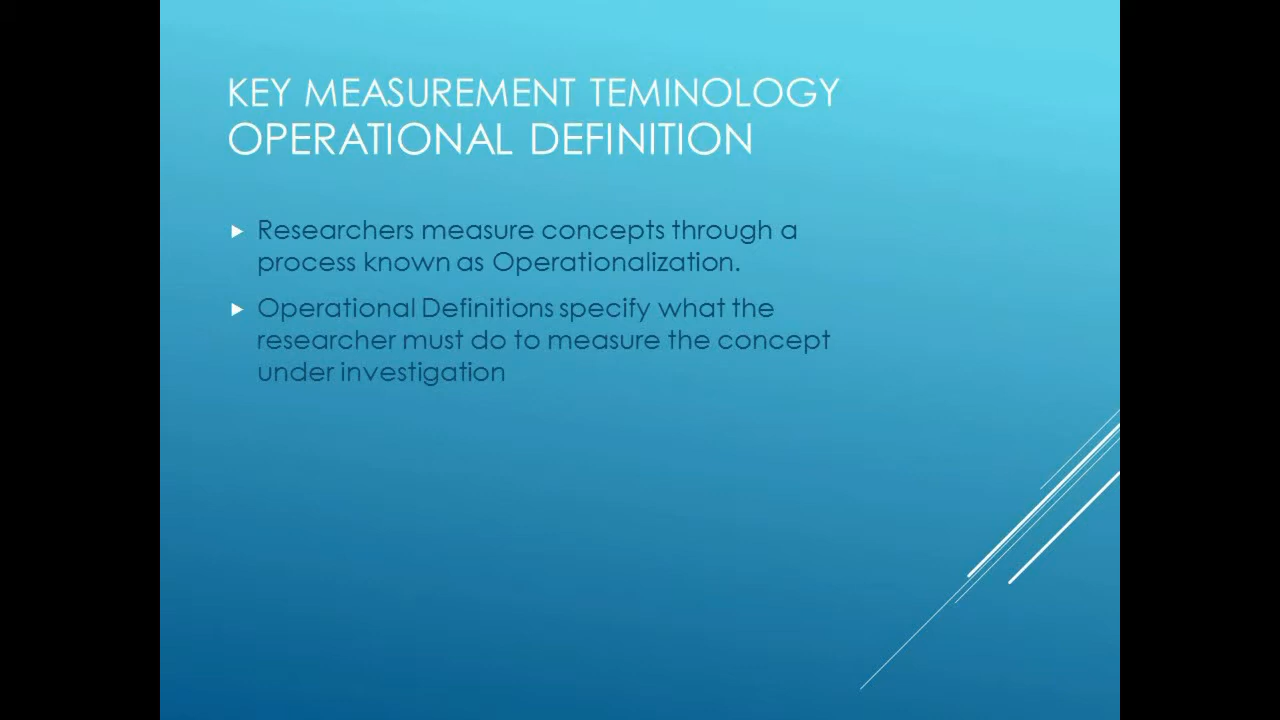 KEY MEASUREMENT TEMINOLOGY
OPERATIONAL DEFINITION
Researchers measure concepts through a
process known as Operationalization.
Operational Definitions specify what the
researcher must do to measure the concept
under investigation